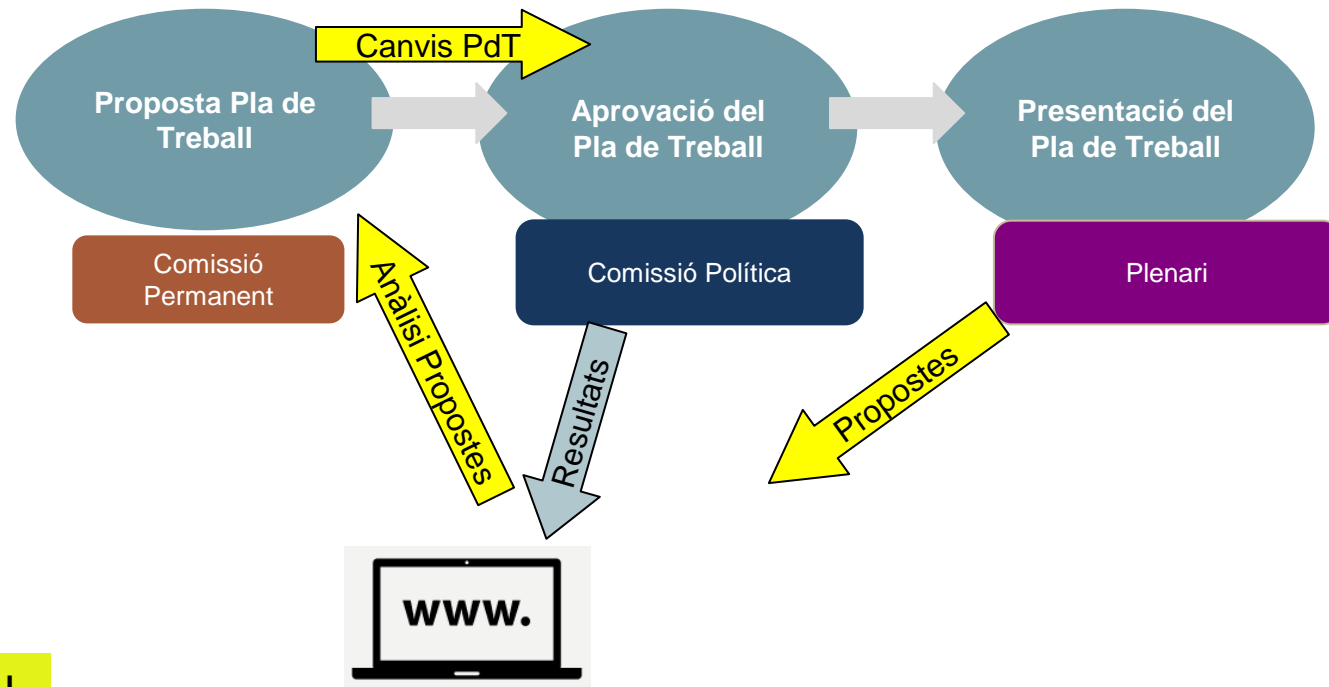 Canvis PdT
Proposta Pla de
Treball
Aprovació del
Pla de Treball
Presentació del
Pla de Treball
Comissió
Permanent
Comissió Política
Plenari
Anàlisi Propostes
Resultats
Propostes
www.